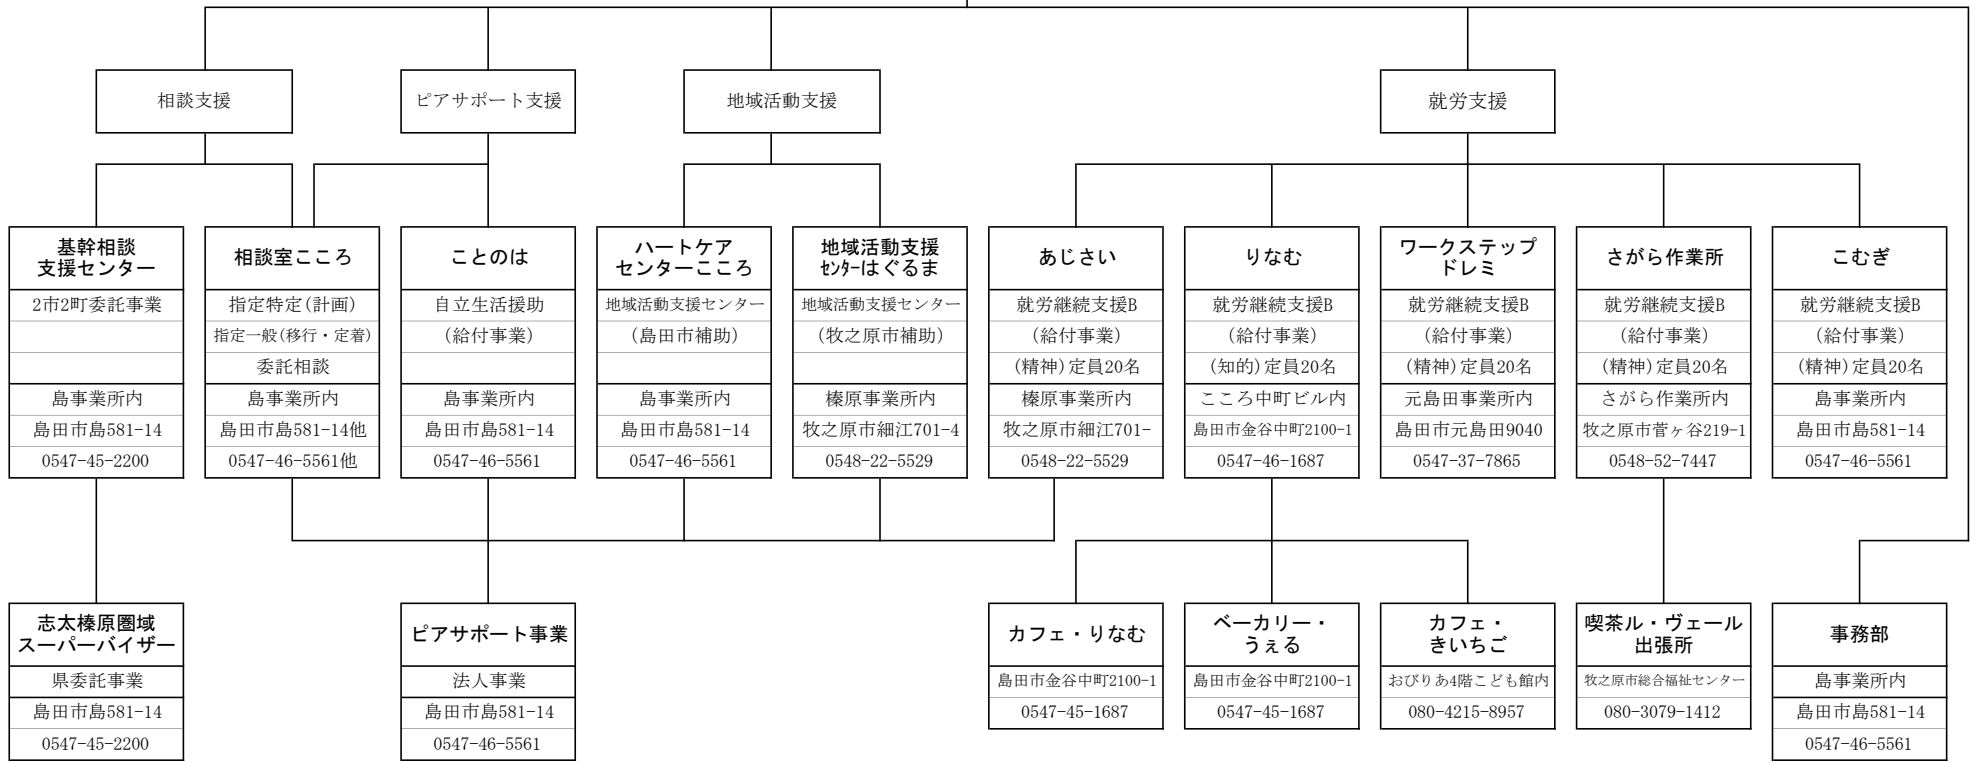 相談支援
ピアサポート支援
地域活動支援
就労支援
基幹相談
支援センター
2市2町委託事業
島事業所内
島田市島581-14
0547-45-2200
相談室こころ
指定特定(計画)
指定一般(移行・定着)
委託相談
島事業所内
島田市島581-14他
0547-46-5561他
ことのは
自立生活援助
(給付事業)
島事業所内
島田市島581-14
0547-46-5561
ハートケア
センターこころ
地域活動支援センター
(島田市補助)
島事業所内
島田市島581-14
0547-46-5561
地域活動支援
ｾﾝﾀｰはぐるま
地域活動支援センター
(牧之原市補助)
榛原事業所内
牧之原市細江701-4
0548-22-5529
あじさい
就労継続支援B
(給付事業)
(精神)定員20名
榛原事業所内
牧之原市細江701-
0548-22-5529
りなむ
就労継続支援B
(給付事業)
(知的)定員20名
こころ中町ビル内
島田市金谷中町2100-1
0547-46-1687
ワークステップ
ドレミ
就労継続支援B
(給付事業)
(精神)定員20名
元島田事業所内
島田市元島田9040
0547-37-7865
さがら作業所
就労継続支援B
(給付事業)
(精神)定員20名
さがら作業所内
牧之原市菅ヶ谷219-1
0548-52-7447
こむぎ
就労継続支援B
(給付事業)
(精神)定員20名
島事業所内
島田市島581-14
0547-46-5561
志太榛原圏域
スーパーバイザー
県委託事業
島田市島581-14
0547-45-2200
ピアサポート事業
法人事業
島田市島581-14
0547-46-5561
カフェ・りなむ
島田市金谷中町2100-1
0547-45-1687
ベーカリー・
うぇる
島田市金谷中町2100-1
0547-45-1687
カフェ・
きいちご
おびりあ4階こども館内
080-4215-8957
喫茶ル・ヴェール
出張所
牧之原市総合福祉センター
080-3079-1412
事務部
島事業所内
島田市島581-14
0547-46-5561